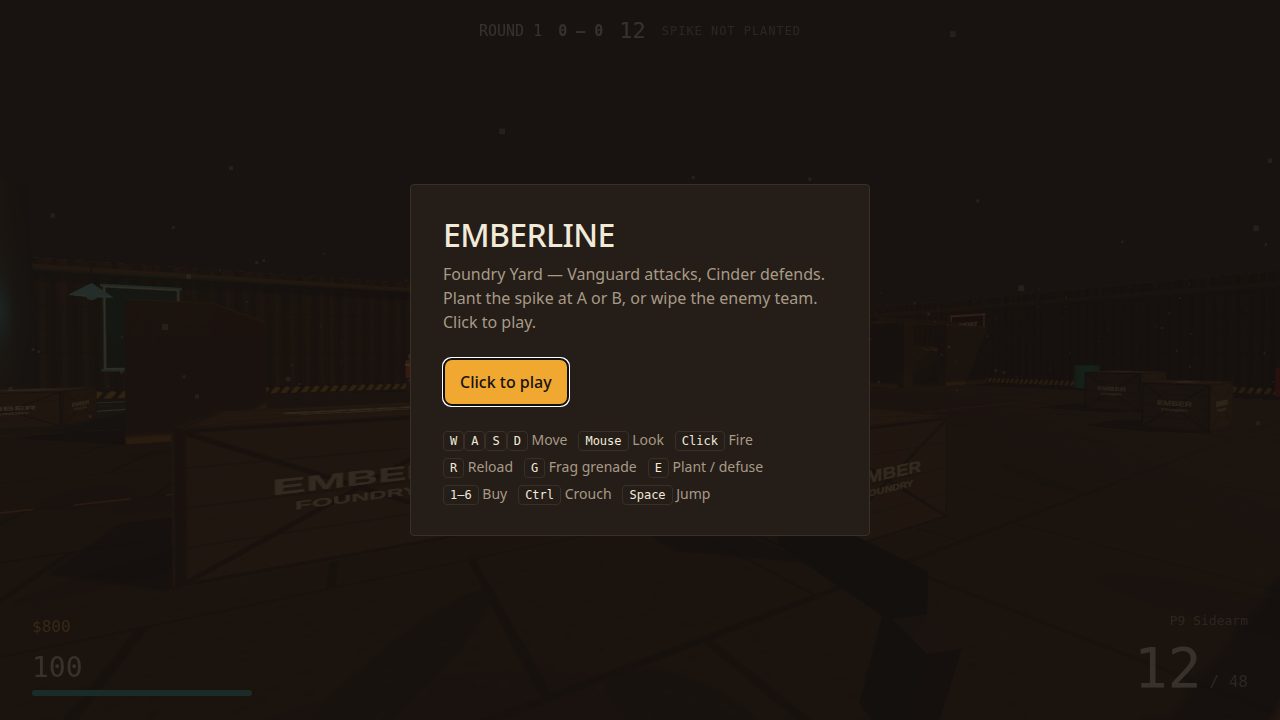 ROUND 1 0 — 0 12 SPIKE NOT PLANTED
EMBERLINE
Foundry Yard — Vanguard attacks, Cinder defends.
Plant the spike at A or B, or wipe the enemy team.
Click to play.
Click to play
W A S D Move Mouse Look Click Fire
R Reload G Frag grenade E Plant / defuse
1–6 Buy Ctrl Crouch Space Jump
EMBER
EMBER
FOUNDRY
EMBER
EMBER
$800
100
P9 Sidearm
12 / 48